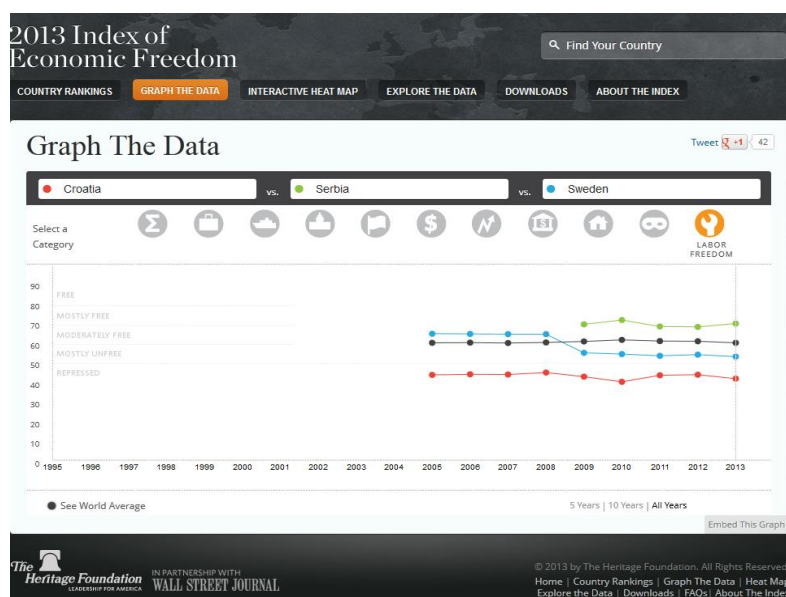 2013 Index of
Economic Freedom
Find Your Country
COUNTRY RANKINGS GRAPH THE DATA INTERACTIVE HEAT MAP EXPLORE THE DATA DOWNLOADS ABOUT THE INDEX
Graph The Data
Tweet +1 42
Croatia vs. Serbia vs. Sweden
Select a
Category
LABOR
FREEDOM
90
FREE
80
MOSTLY FREE
70
MODERATELY FREE
60
MOSTLY UNFREE
50
REPRESSED
40
30
20
10
0 1995 1996 1997 1998 1999 2000 2001 2002 2003 2004 2005 2006 2007 2008 2009 2010 2011 2012 2013
See World Average
5 Years | 10 Years | All Years
Embed This Graph
The
Heritage Foundation
LEADERSHIP FOR AMERICA
IN PARTNERSHIP WITH
WALL STREET JOURNAL
© 2013 by The Heritage Foundation. All Rights Reserved
Home | Country Rankings | Graph The Data | Heat Map
Explore the Data | Downloads | FAQs | About The Index